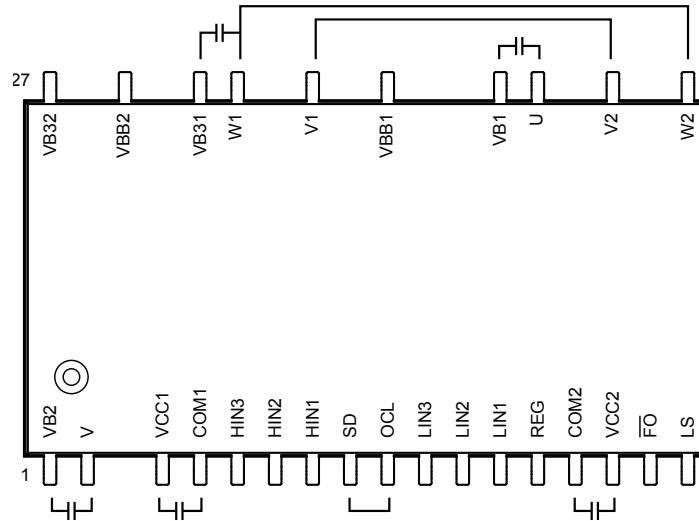 27
VB32
VBB2
VB31
W1
V1
VBB1
VB1
U
V2
W2
VB2
V
VCC1
COM1
HIN3
HIN2
HIN1
SD
OCL
LIN3
LIN2
LIN1
REG
COM2
VCC2
F̅O̅
LS
1